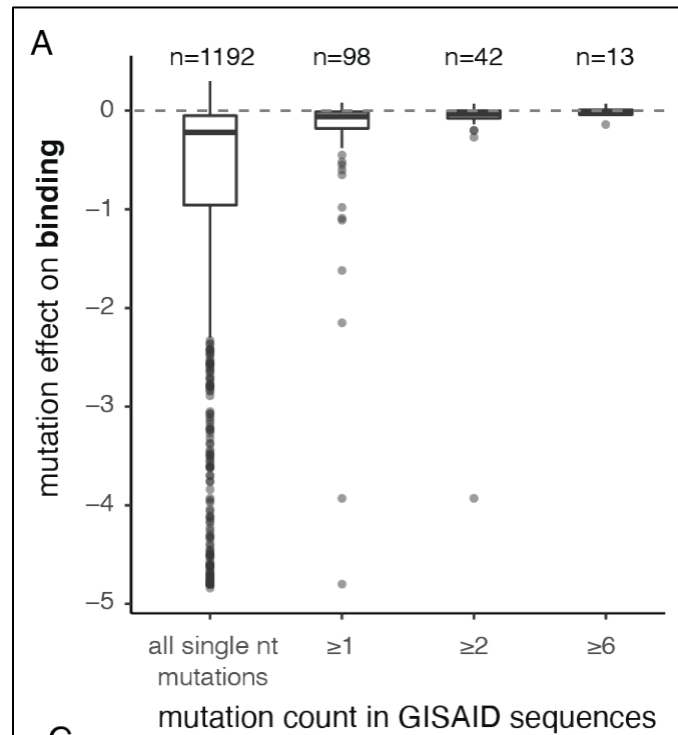 A
n=1192 n=98 n=42 n=13
mutation effect on binding
0
−1
−2
−3
−4
−5
all single nt
mutations
≥1 ≥2 ≥6
mutation count in GISAID sequences